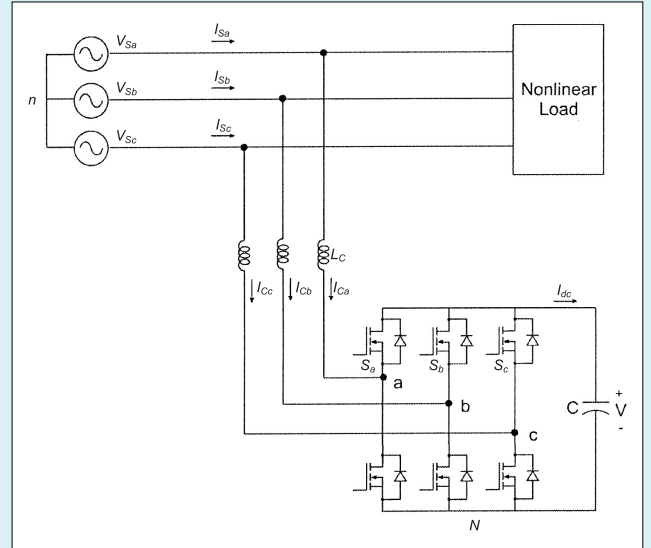 V_Sa
I_Sa
n
V_Sb
I_Sb
V_Sc
I_Sc
Nonlinear
Load
L_C
I_Cc
I_Cb
I_Ca
I_dc
S_a
S_b
S_c
a
b
c
C
+
V
-
N